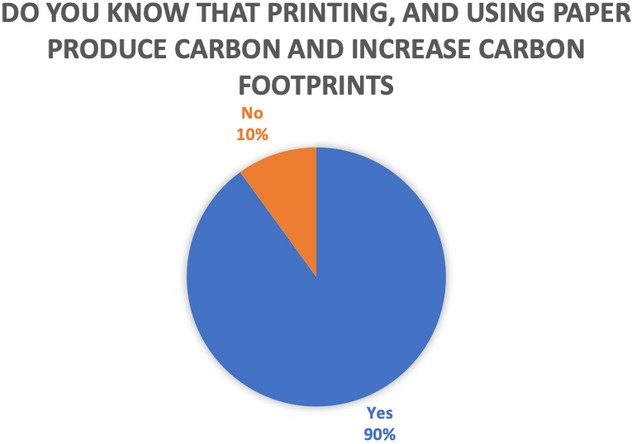 DO YOU KNOW THAT PRINTING, AND USING PAPER
PRODUCE CARBON AND INCREASE CARBON
FOOTPRINTS
No
10%
Yes
90%